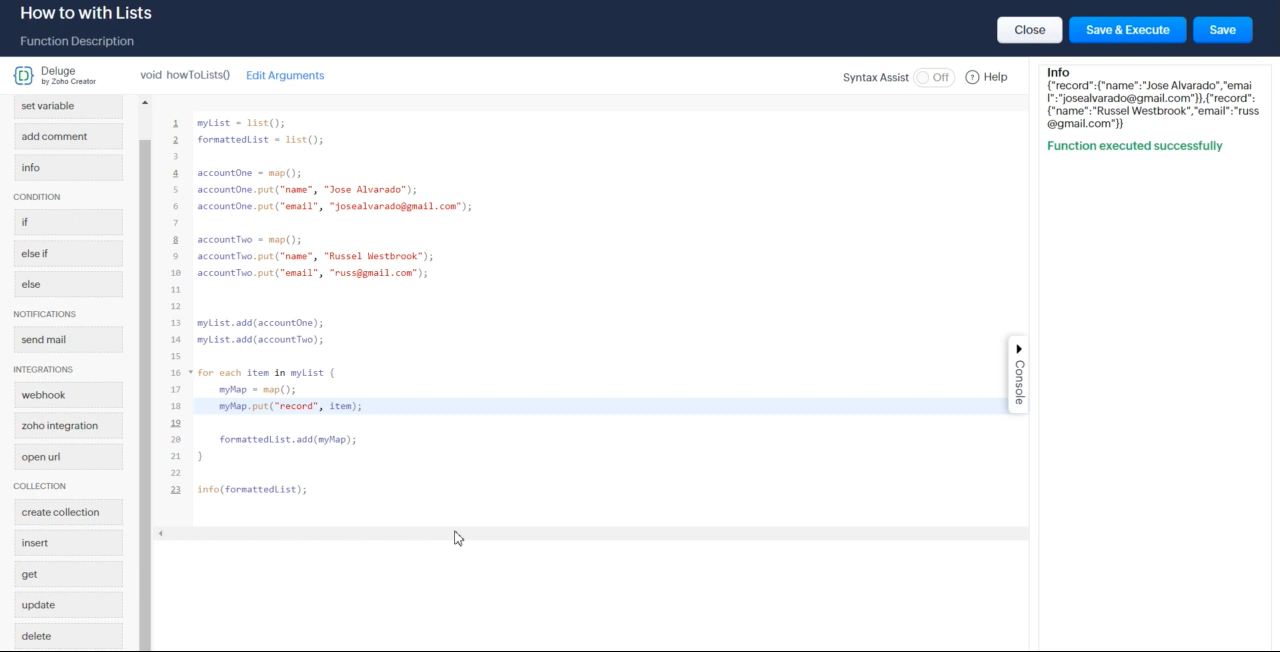 How to with Lists
Function Description
Close
Save & Execute
Save
Deluge
by Zoho Creator
void howToLists()
Edit Arguments
Syntax Assist
Off
? Help
set variable
add comment
info
CONDITION
if
else if
else
NOTIFICATIONS
send mail
INTEGRATIONS
webhook
zoho integration
open url
COLLECTION
create collection
insert
get
update
delete
1 myList = list();
2 formattedList = list();
3
4 accountOne = map();
5 accountOne.put("name", "Jose Alvarado");
6 accountOne.put("email", "josealvarado@gmail.com");
7
8 accountTwo = map();
9 accountTwo.put("name", "Russel Westbrook");
10 accountTwo.put("email", "russ@gmail.com");
11
12
13 myList.add(accountOne);
14 myList.add(accountTwo);
15
16 for each item in myList {
17 myMap = map();
18 myMap.put("record", item);
19
20 formattedList.add(myMap);
21 }
22
23 info(formattedList);
Console
Info
{"record":{"name":"Jose Alvarado","emai
l":"josealvarado@gmail.com"}},{"record":
{"name":"Russel Westbrook","email":"russ
@gmail.com"}}
Function executed successfully